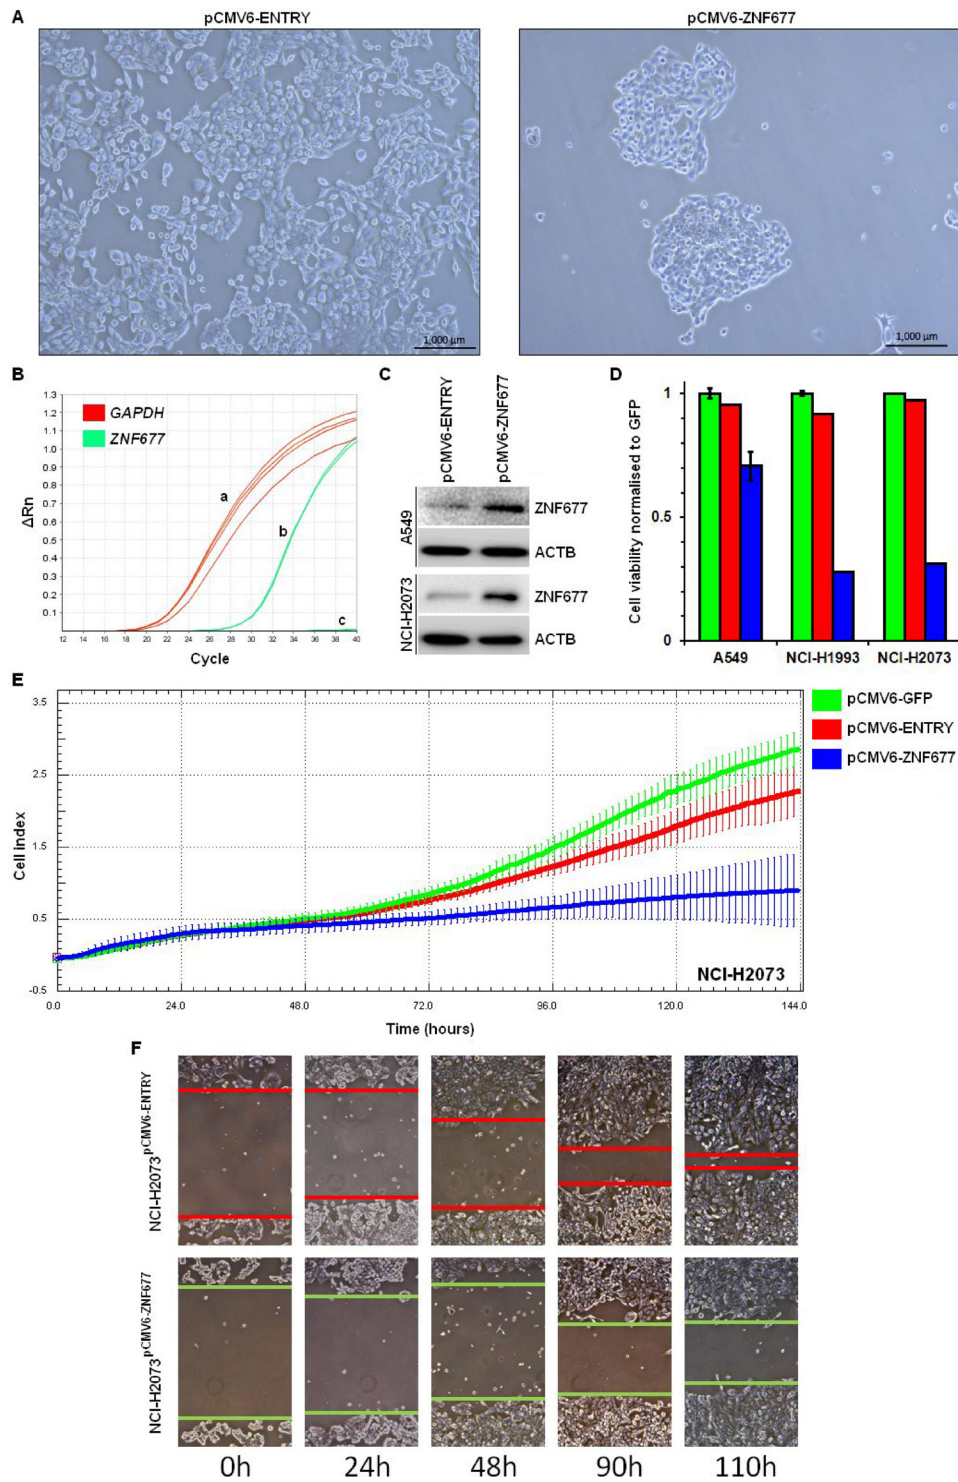 A
pCMV6-ENTRY
pCMV6-ZNF677
1,000 µm
1,000 µm
B
GAPDH
ZNF677
ΔRn
1.3
1.2
1.1
1.0
0.9
0.8
0.7
0.6
0.5
0.4
0.3
0.2
0.1
a
b
c
12 14 16 18 20 22 24 26 28 30 32 34 36 38 40
Cycle
C
pCMV6-ENTRY
pCMV6-ZNF677
A549
ZNF677
ACTB
NCI-H2073
ZNF677
ACTB
D
Cell viability normalised to GFP
1
0.5
0
A549 NCI-H1993 NCI-H2073
E
pCMV6-GFP
pCMV6-ENTRY
pCMV6-ZNF677
Cell index
3.5
2.5
1.5
0.5
-0.5
0.0 24.0 48.0 72.0 96.0 120.0 144.0
NCI-H2073
Time (hours)
F
NCI-H2073pCMV6-ENTRY
NCI-H2073pCMV6-ZNF677
0h 24h 48h 90h 110h